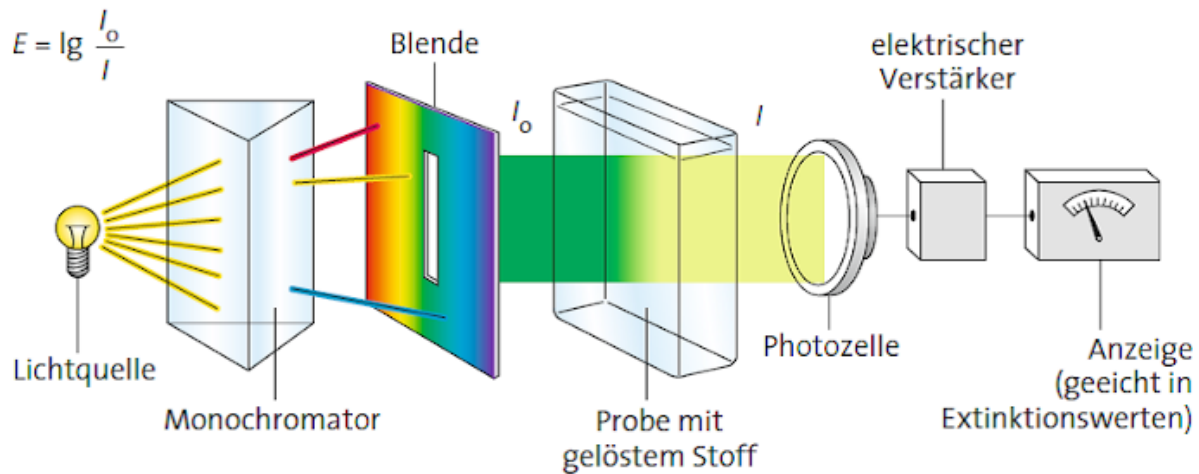 E = lg I₀
I
Blende
I₀
I
elektrischer
Verstärker
Lichtquelle
Monochromator
Probe mit
gelöstem Stoff
Photozelle
Anzeige
(geeicht in
Extinktionswerten)